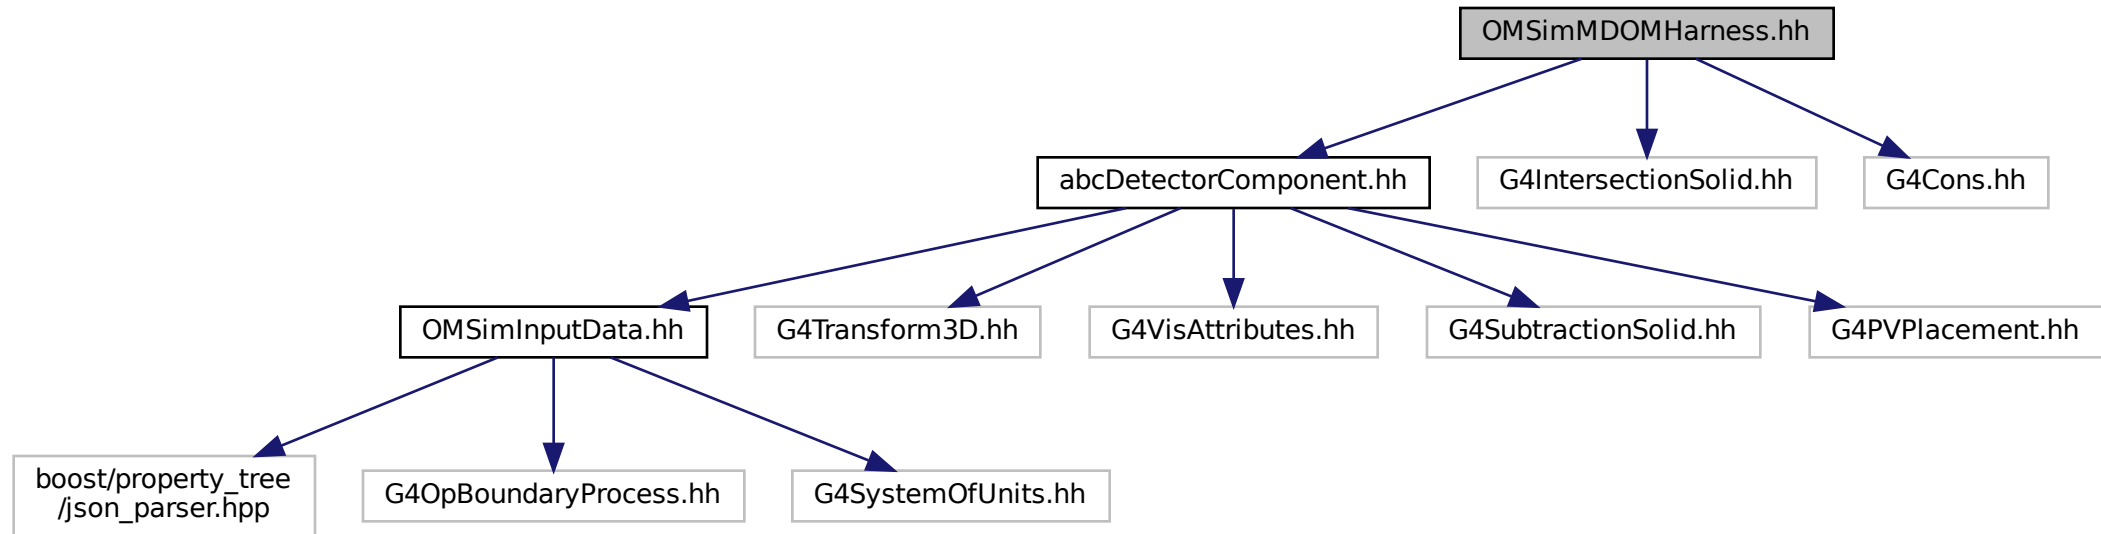 OMSimMDOMHarness.hh
abcDetectorComponent.hh
G4IntersectionSolid.hh
G4Cons.hh
OMSimInputData.hh
G4Transform3D.hh
G4VisAttributes.hh
G4SubtractionSolid.hh
G4PVPlacement.hh
boost/property_tree
/json_parser.hpp
G4OpBoundaryProcess.hh
G4SystemOfUnits.hh